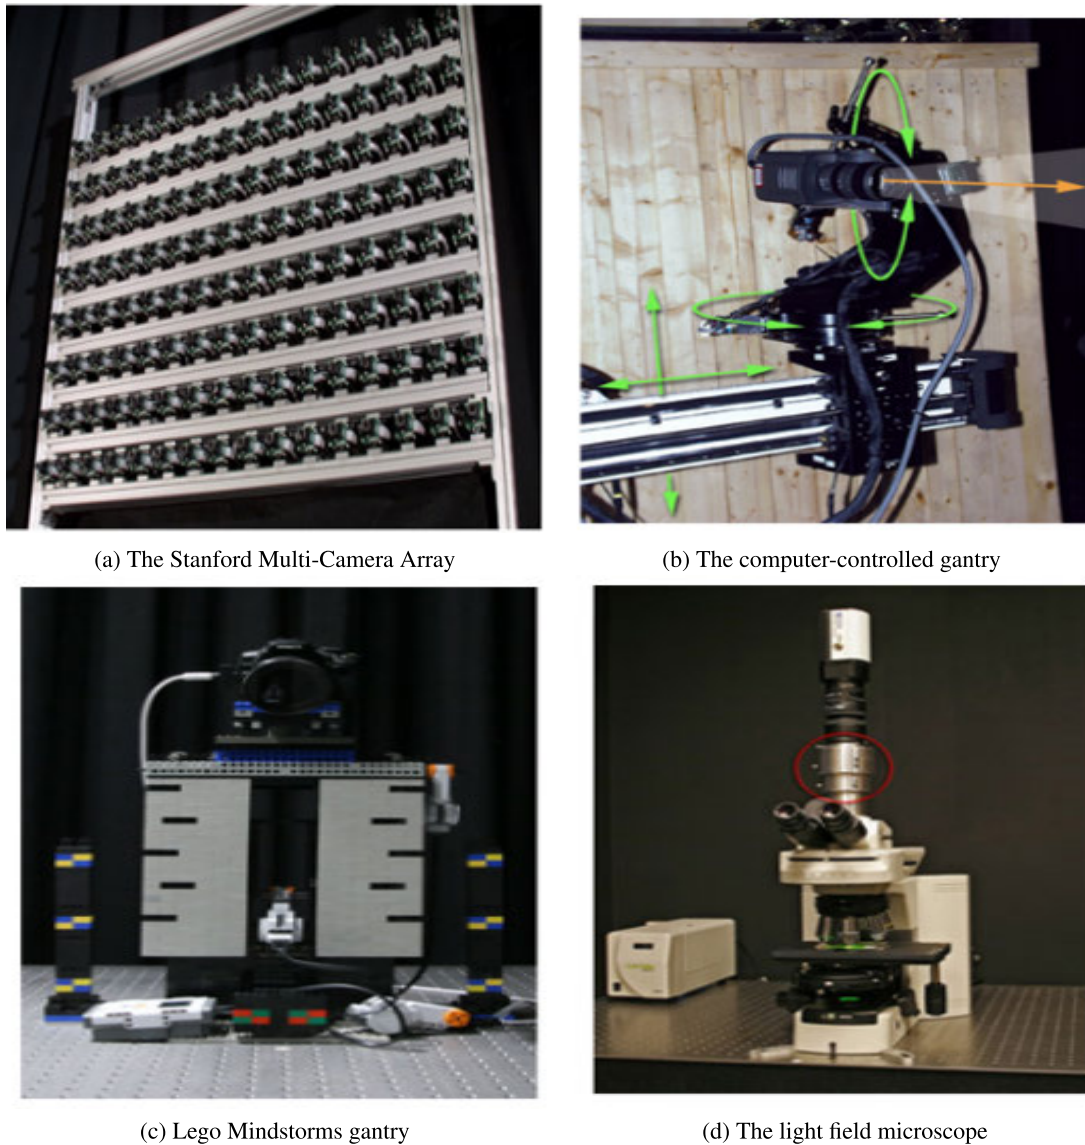 (a) The Stanford Multi-Camera Array
(b) The computer-controlled gantry
(c) Lego Mindstorms gantry
(d) The light field microscope